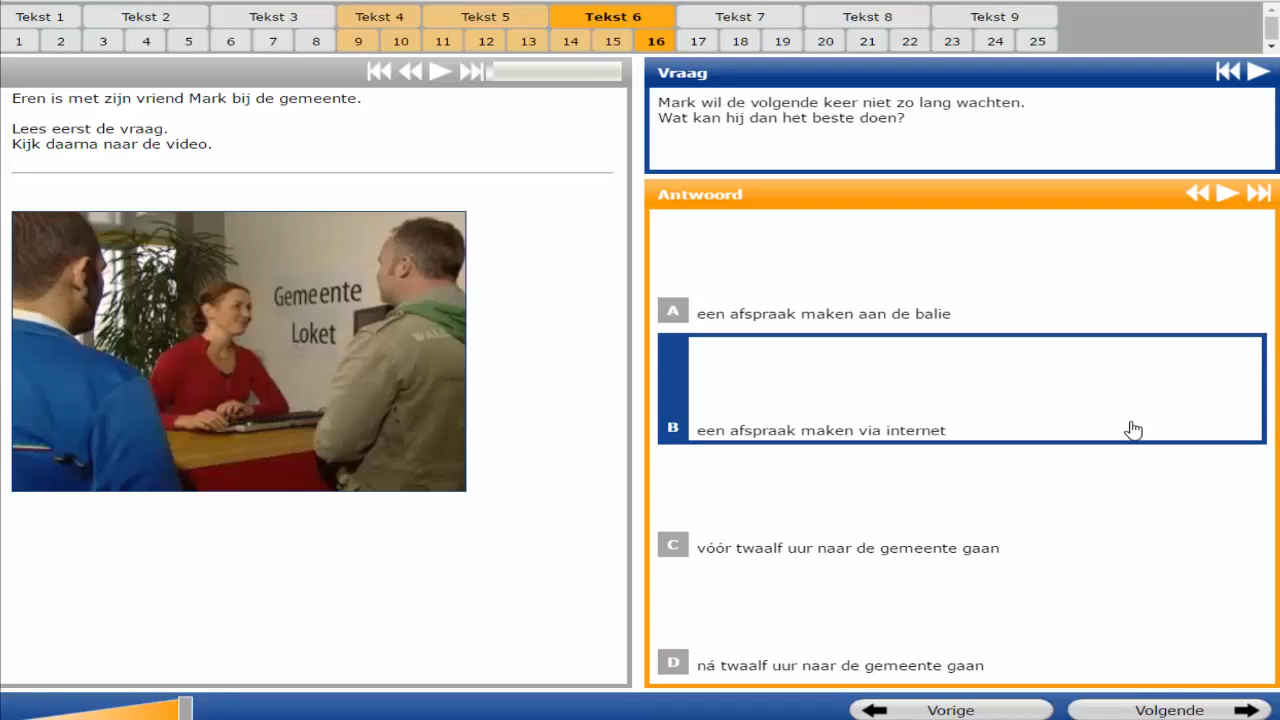 Tekst 1 Tekst 2 Tekst 3 Tekst 4 Tekst 5 Tekst 6 Tekst 7 Tekst 8 Tekst 9
1 2 3 4 5 6 7 8 9 10 11 12 13 14 15 16 17 18 19 20 21 22 23 24 25
Eren is met zijn vriend Mark bij de gemeente.
Lees eerst de vraag.
Kijk daarna naar de video.
Gemeente
Loket
WALE
Vraag
Mark wil de volgende keer niet zo lang wachten.
Wat kan hij dan het beste doen?
Antwoord
A een afspraak maken aan de balie
B een afspraak maken via internet
C vóór twaalf uur naar de gemeente gaan
D ná twaalf uur naar de gemeente gaan
Vorige
Volgende